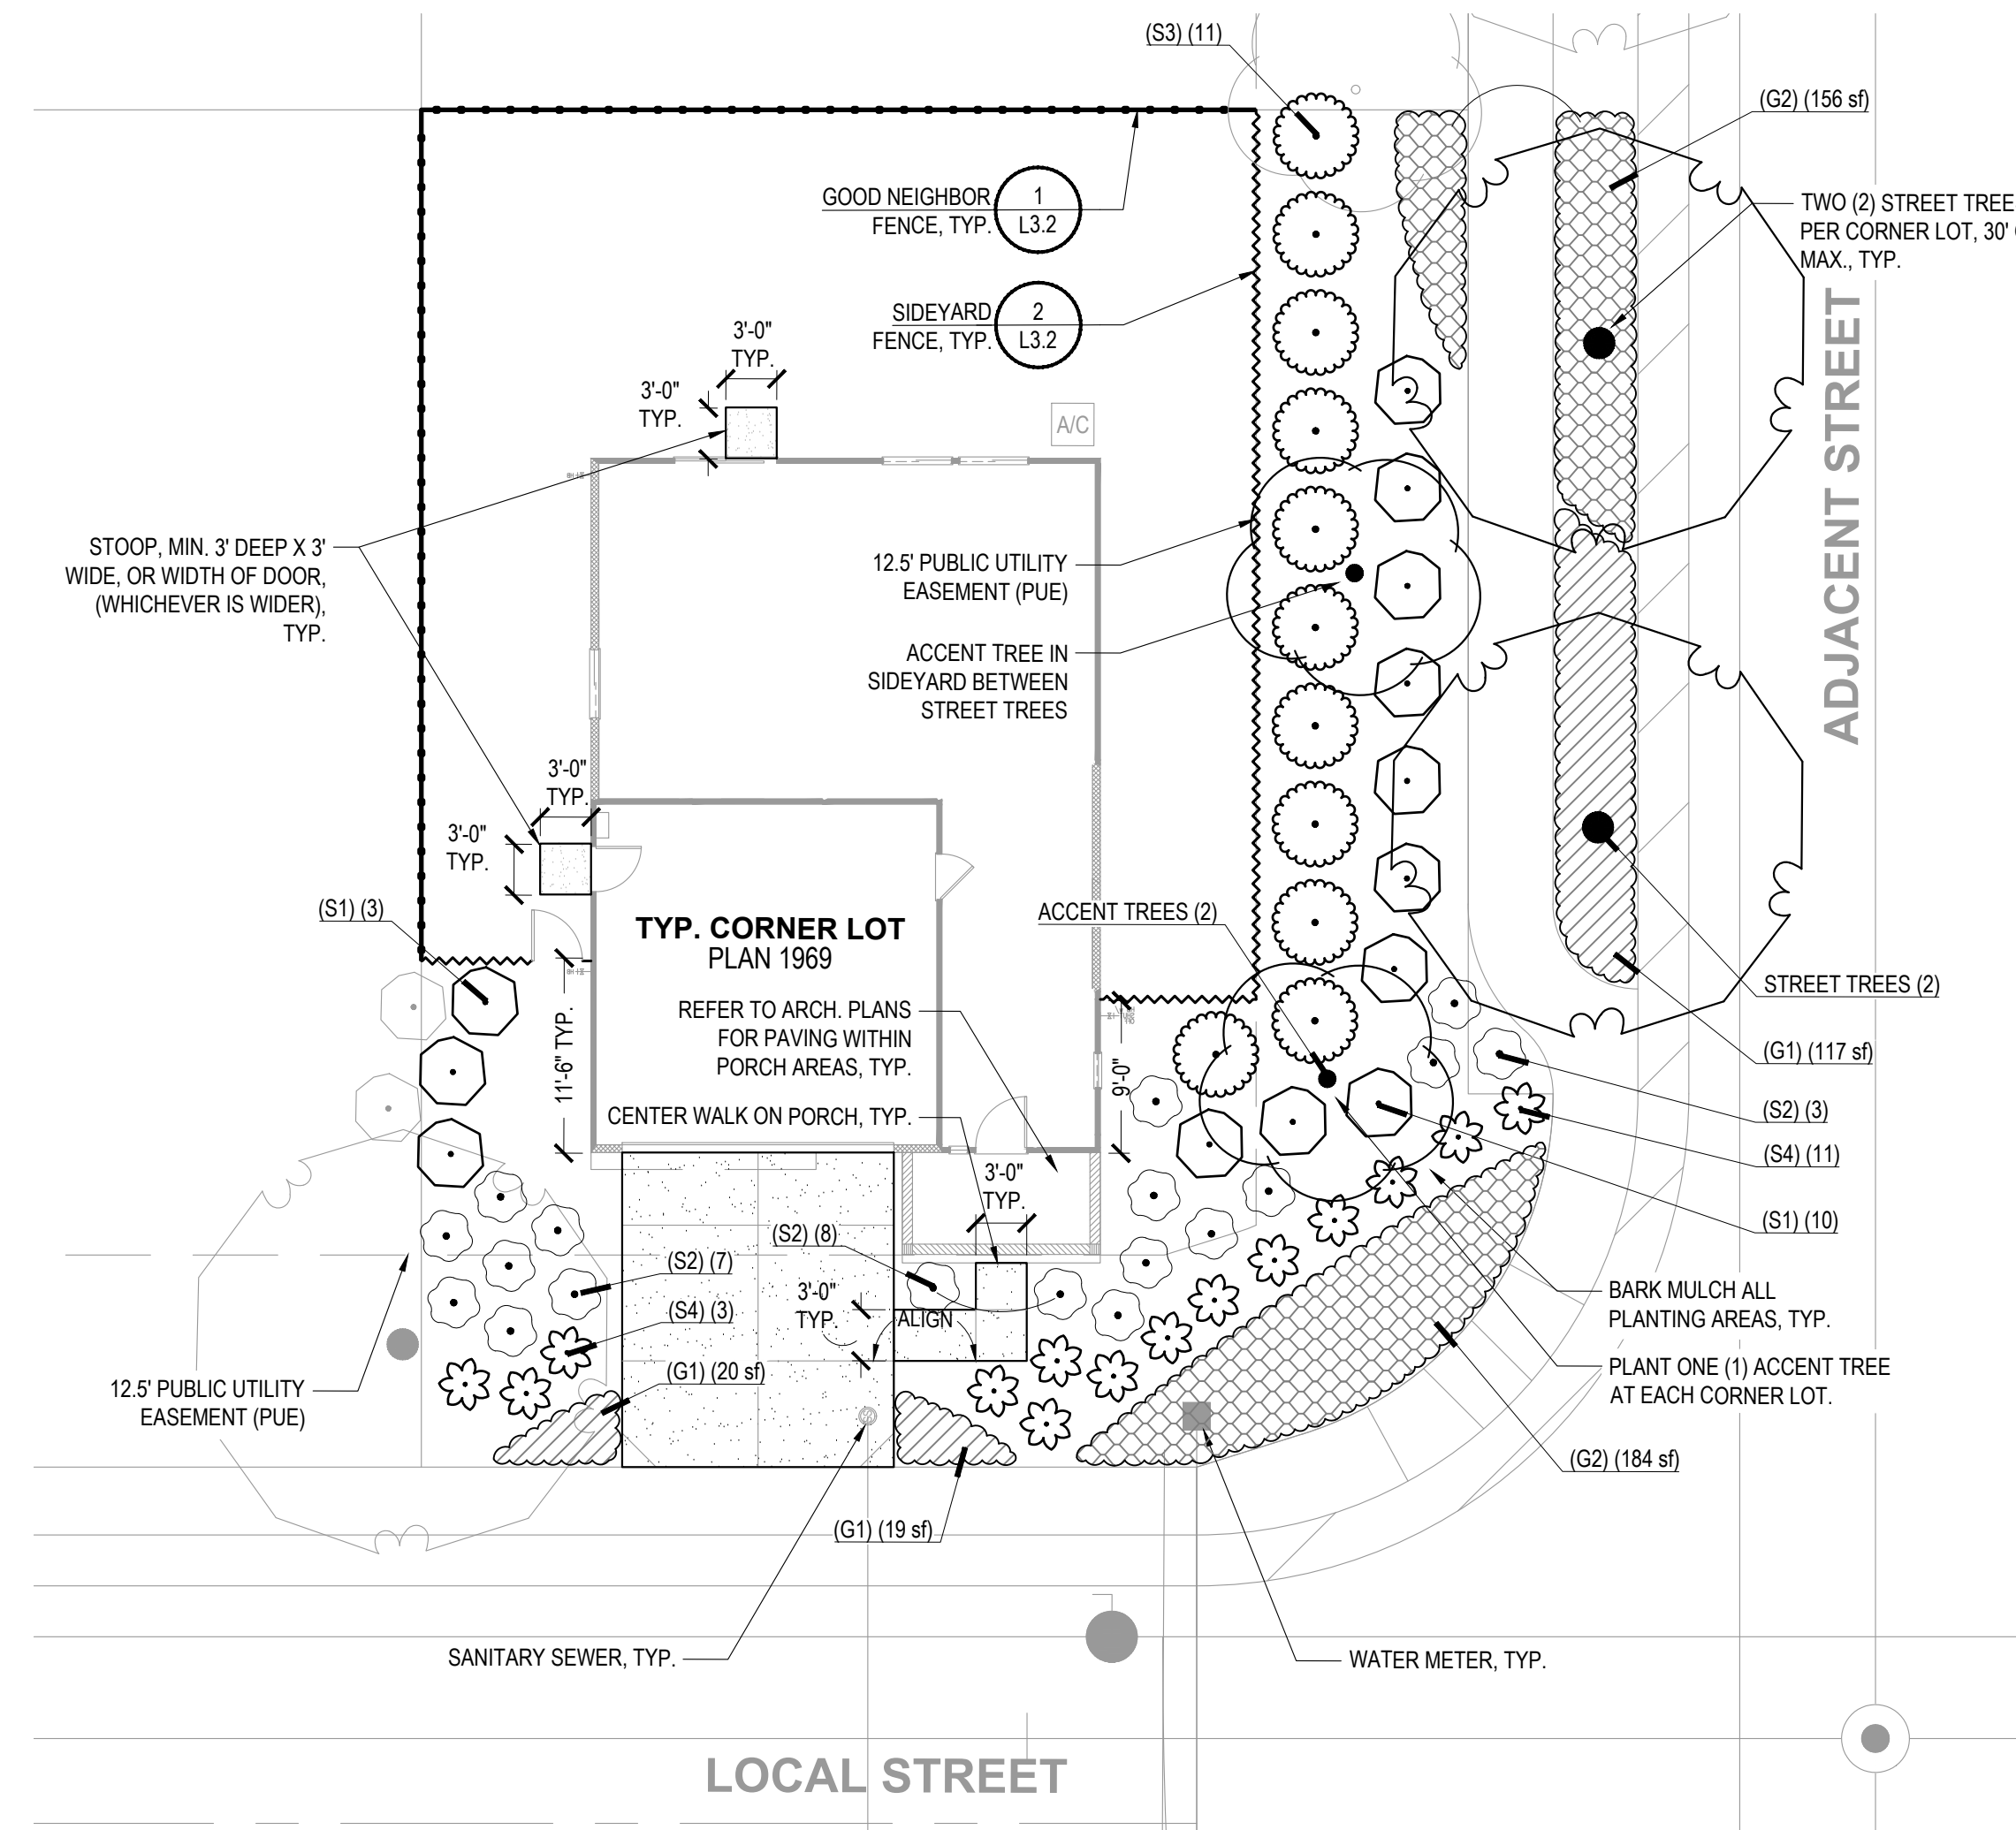 (S3) (11)
(G2) (156 sf)
GOOD NEIGHBOR
FENCE, TYP.
1
L3.2
TWO (2) STREET TREE
PER CORNER LOT, 30'
MAX., TYP.
SIDEYARD
FENCE, TYP.
2
L3.2
ADJACENT STREET
3'-0"
TYP.
3'-0"
TYP.
A/C
STOOP, MIN. 3' DEEP X 3'
WIDE, OR WIDTH OF DOOR,
(WHICHEVER IS WIDER),
TYP.
12.5' PUBLIC UTILITY
EASEMENT (PUE)
ACCENT TREE IN
SIDEYARD BETWEEN
STREET TREES
3'-0"
TYP.
3'-0"
TYP.
(S1) (3)
TYP. CORNER LOT
PLAN 1969
ACCENT TREES (2)
STREET TREES (2)
REFER TO ARCH. PLANS
FOR PAVING WITHIN
PORCH AREAS, TYP.
11'-6" TYP.
9'-0"
(G1) (117 sf)
CENTER WALK ON PORCH, TYP.
(S2) (3)
(S4) (11)
3'-0"
TYP.
(S1) (10)
(S2) (8)
(S2) (7)
3'-0"
TYP.
(S4) (3)
ALIGN
BARK MULCH ALL
PLANTING AREAS, TYP.
(G1) (20 sf)
PLANT ONE (1) ACCENT TREE
AT EACH CORNER LOT.
12.5' PUBLIC UTILITY
EASEMENT (PUE)
(G2) (184 sf)
(G1) (19 sf)
SANITARY SEWER, TYP.
WATER METER, TYP.
LOCAL STREET